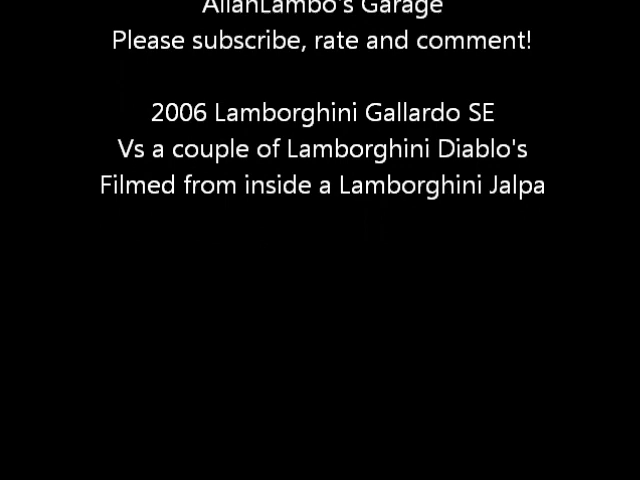 AllanLambo's Garage
Please subscribe, rate and comment!
2006 Lamborghini Gallardo SE
Vs a couple of Lamborghini Diablo's
Filmed from inside a Lamborghini Jalpa